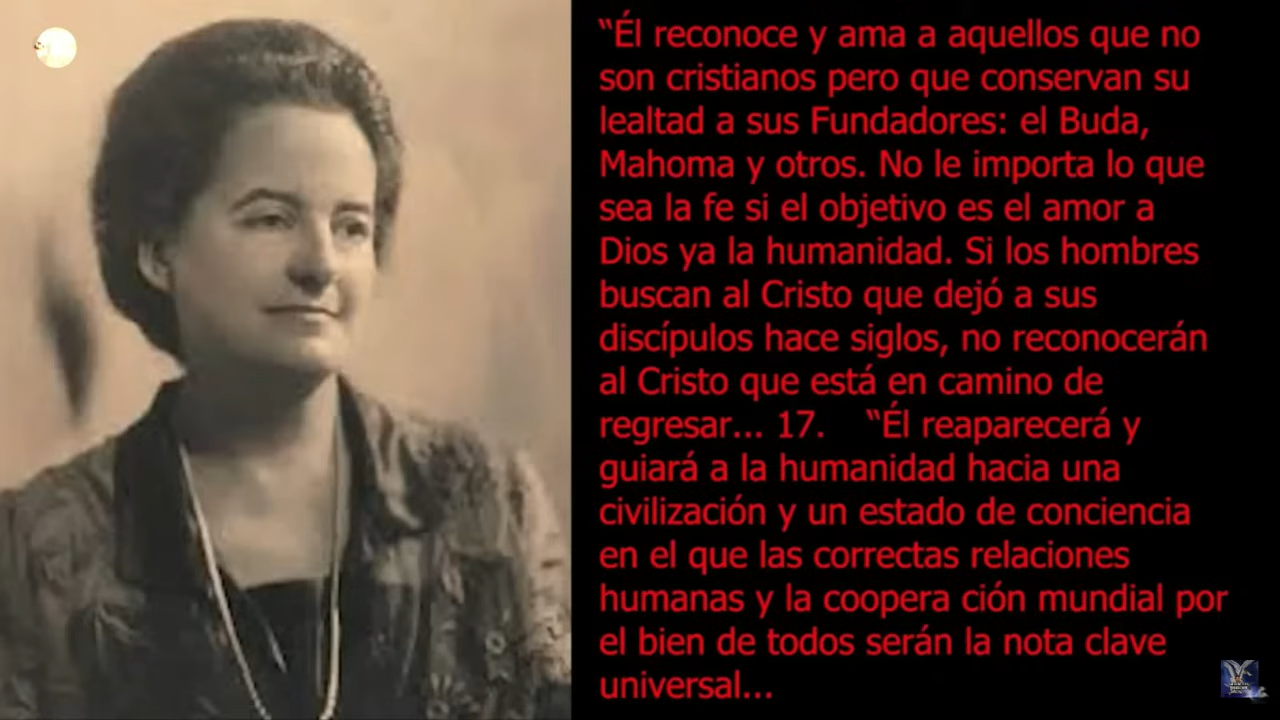 “Él reconoce y ama a aquellos que no
son cristianos pero que conservan su
lealtad a sus Fundadores: el Buda,
Mahoma y otros. No le importa lo que
sea la fe si el objetivo es el amor a
Dios ya la humanidad. Si los hombres
buscan al Cristo que dejó a sus
discípulos hace siglos, no reconocerán
al Cristo que está en camino de
regresar... 17. “Él reaparecerá y
guiará a la humanidad hacia una
civilización y un estado de conciencia
en el que las correctas relaciones
humanas y la coopera ción mundial por
el bien de todos serán la nota clave
universal...